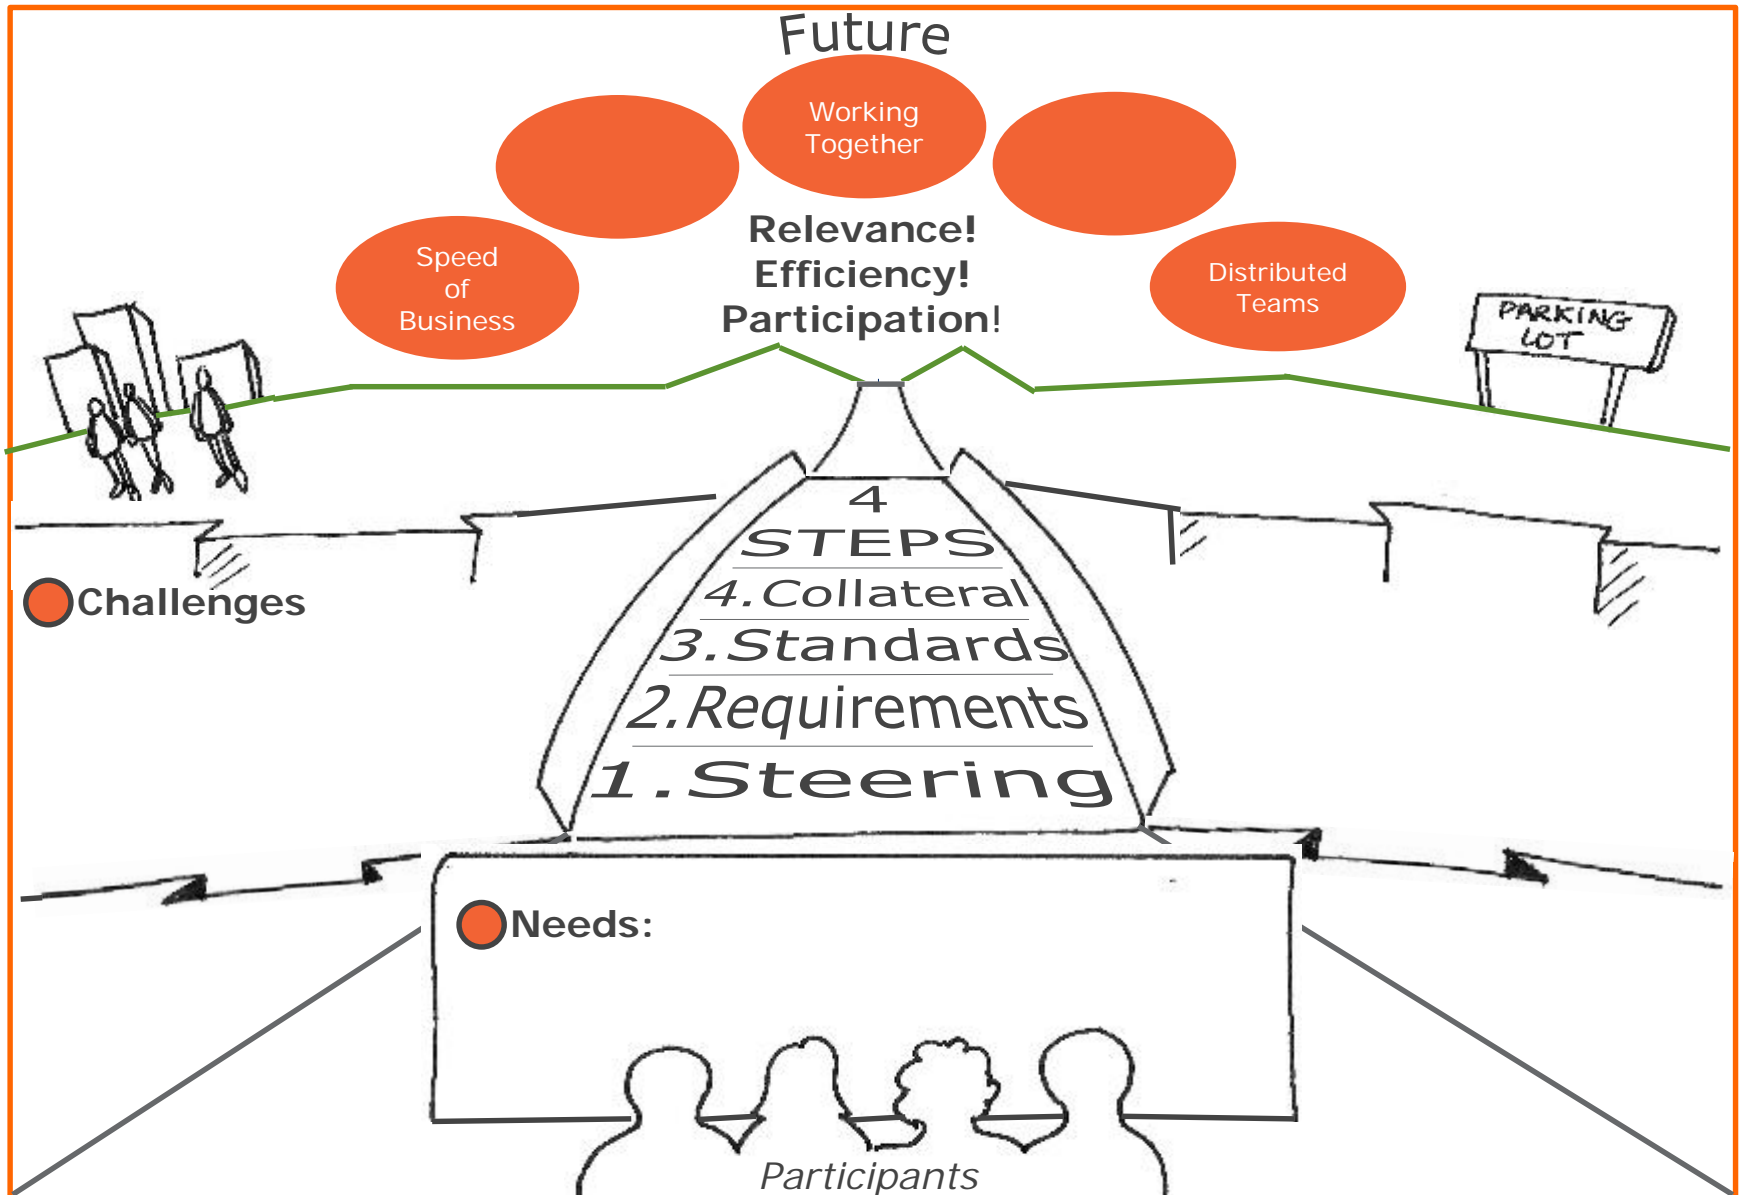 Future
Working
Together
Speed
of
Business
Relevance!
Efficiency!
Participation!
Distributed
Teams
PARKING
LOT
4
STEPS
4.Collateral
3.Standards
2.Requirements
1.Steering
Challenges
Needs:
Participants